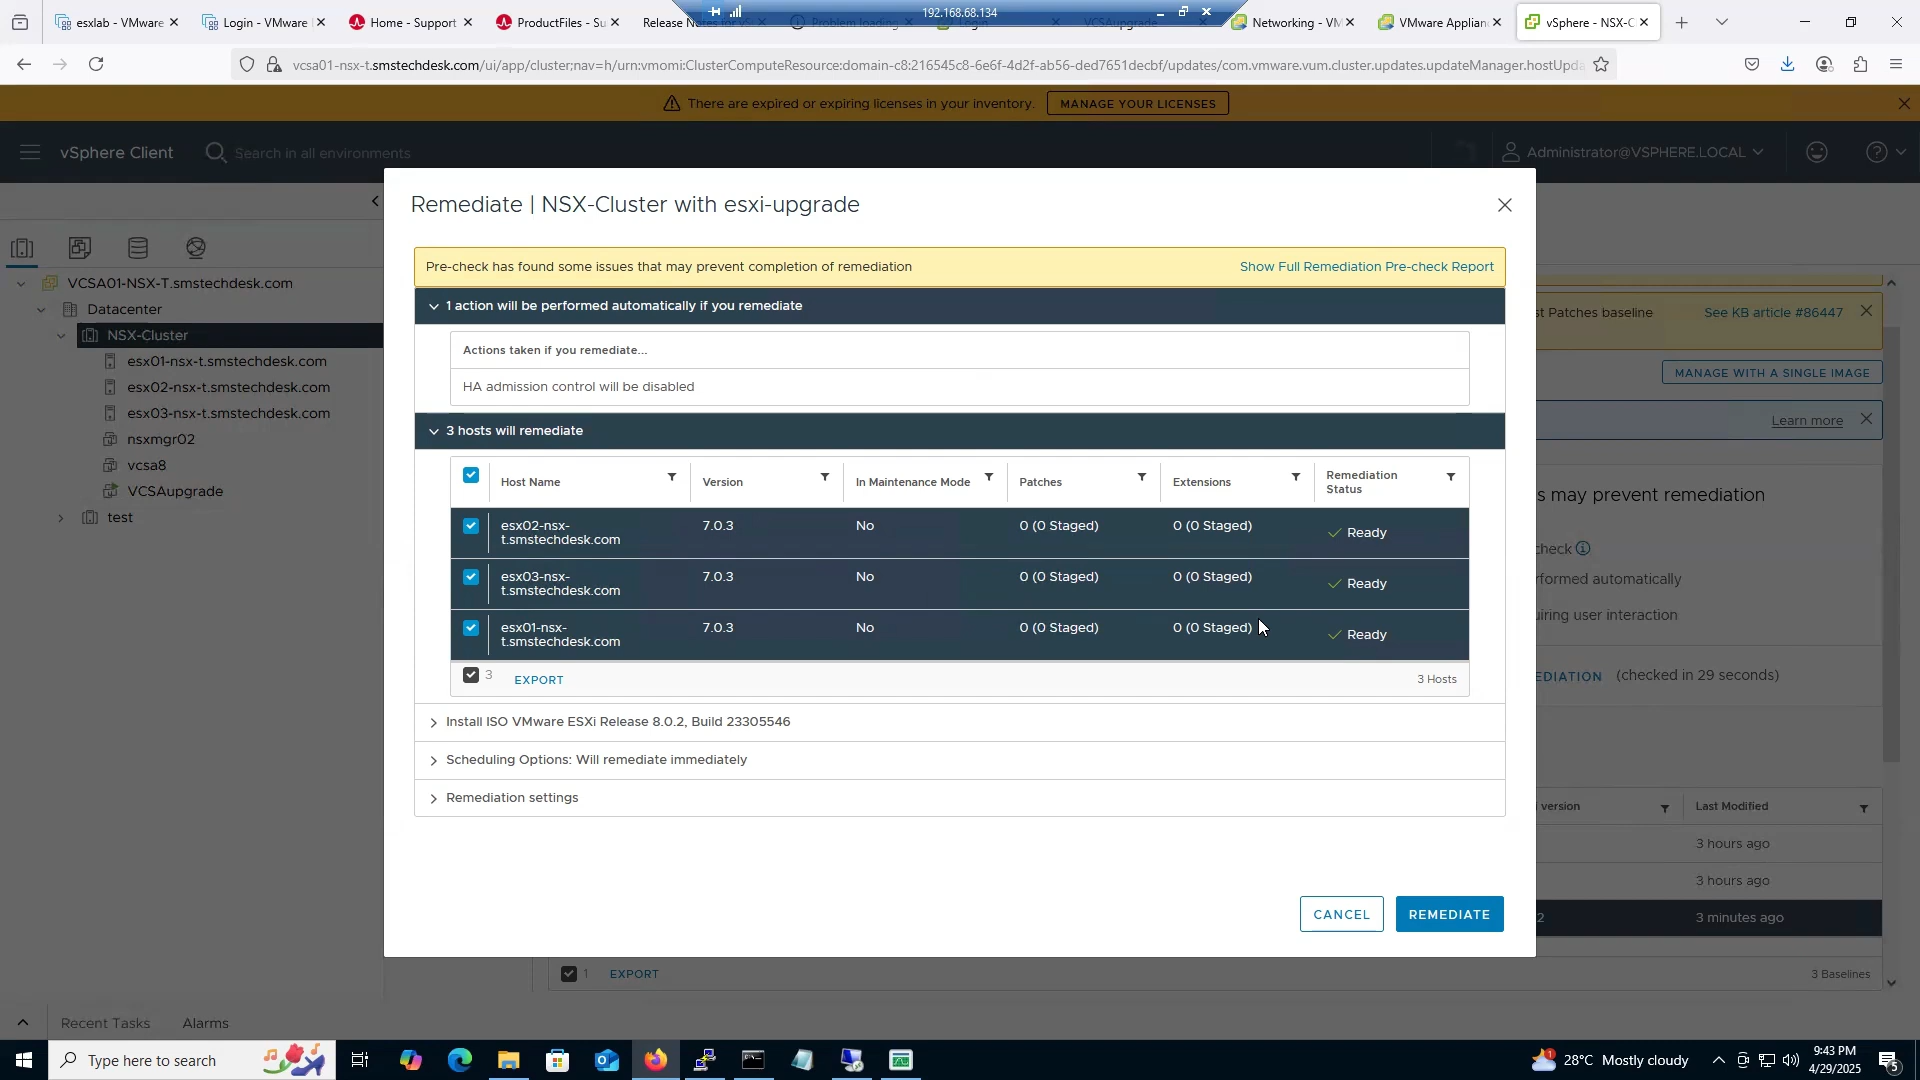 esxlab - VMware
Login - VMware
Home - Support
ProductFiles - Su
Release Notes for vSt
Problem loading
Login
VCSAupgrade
192.168.68.134
Networking - VM
VMware Applian
vSphere - NSX-C
vcsa01-nsx-t.smstechdesk.com/ui/app/cluster;nav=h/urn:vmomi:ClusterComputeResource:domain-c8:216545c8-6e6f-4d2f-ab56-ded7651decbf/updates/com.vmware.vum.cluster.updates.updateManager.hostUpda
There are expired or expiring licenses in your inventory.
MANAGE YOUR LICENSES
vSphere Client
Search in all environments
Administrator@VSPHERE.LOCAL
VCSA01-NSX-T.smstechdesk.com
Datacenter
NSX-Cluster
esx01-nsx-t.smstechdesk.com
esx02-nsx-t.smstechdesk.com
esx03-nsx-t.smstechdesk.com
nsxmgr02
vcsa8
VCSAupgrade
test
Remediate | NSX-Cluster with esxi-upgrade
Pre-check has found some issues that may prevent completion of remediation
Show Full Remediation Pre-check Report
1 action will be performed automatically if you remediate
Actions taken if you remediate...
HA admission control will be disabled
3 hosts will remediate
Host Name
Version
In Maintenance Mode
Patches
Extensions
Remediation
Status
esx02-nsx-
t.smstechdesk.com
7.0.3
No
0 (0 Staged)
0 (0 Staged)
Ready
esx03-nsx-
t.smstechdesk.com
7.0.3
No
0 (0 Staged)
0 (0 Staged)
Ready
esx01-nsx-
t.smstechdesk.com
7.0.3
No
0 (0 Staged)
0 (0 Staged)
Ready
3
EXPORT
3 Hosts
Install ISO VMware ESXi Release 8.0.2, Build 23305546
Scheduling Options: Will remediate immediately
Remediation settings
CANCEL
REMEDIATE
st Patches baseline
See KB article #86447
MANAGE WITH A SINGLE IMAGE
Learn more
s may prevent remediation
check
rformed automatically
uiring user interaction
EDIATION
(checked in 29 seconds)
version
Last Modified
3 hours ago
3 hours ago
2
3 minutes ago
1
EXPORT
3 Baselines
Recent Tasks
Alarms
Type here to search
28°C Mostly cloudy
9:43 PM
4/29/2025
5